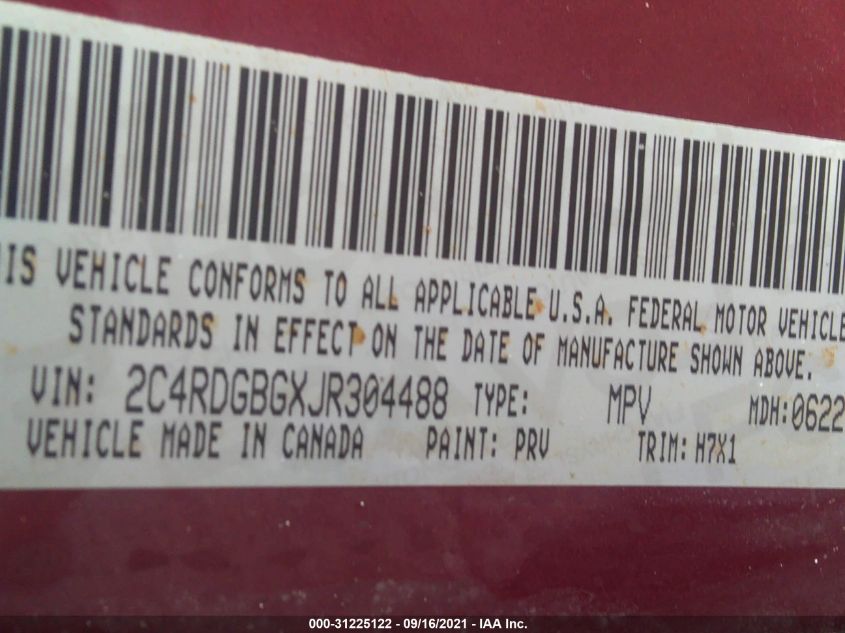 IS VEHICLE CONFORMS TO ALL APPLICABLE U.S.A. FEDERAL MOTOR VEHICLE
STANDARDS IN EFFECT ON THE DATE OF MANUFACTURE SHOWN ABOVE.
VIN: 2C4RDGBGXJR304488 TYPE: MPV MDH:0622
VEHICLE MADE IN CANADA PAINT: PRV TRIM: H7X1
000-31225122 - 09/16/2021 - IAA Inc.